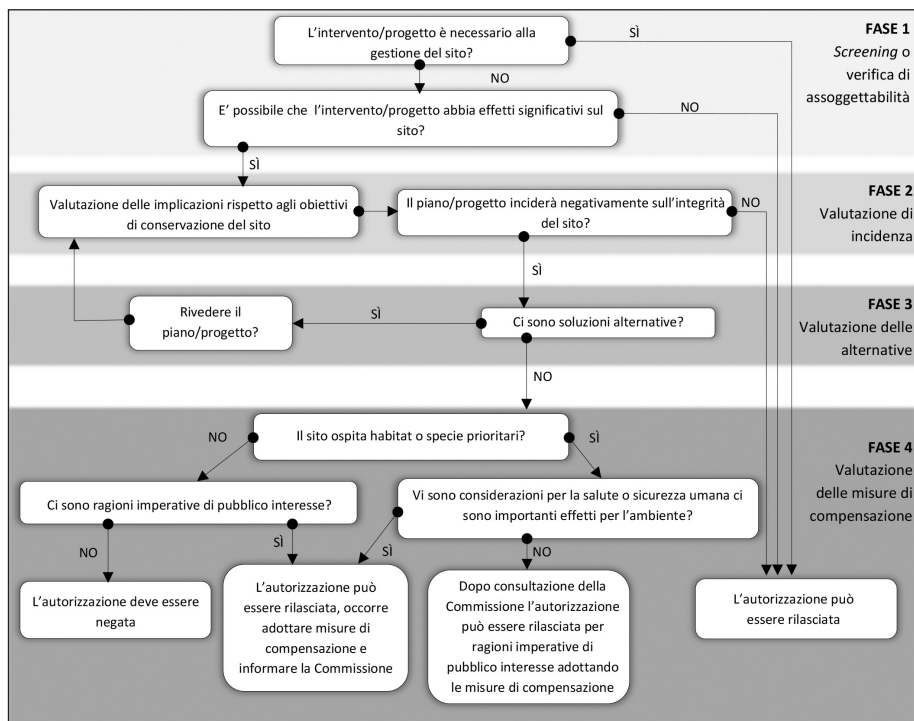 L'intervento/progetto è necessario alla
gestione del sito?
SÌ
NO
FASE 1
Screening o
verifica di
assoggettabilità
E' possibile che l'intervento/progetto abbia effetti significativi sul
sito?
NO
SÌ
Valutazione delle implicazioni rispetto agli obiettivi
di conservazione del sito
Il piano/progetto inciderà negativamente sull'integrità
del sito?
NO
SÌ
FASE 2
Valutazione di
incidenza
Rivedere il
piano/progetto?
SÌ
Ci sono soluzioni alternative?
NO
FASE 3
Valutazione delle
alternative
Il sito ospita habitat o specie prioritari?
NO
SÌ
FASE 4
Valutazione
delle misure di
compensazione
Ci sono ragioni imperative di pubblico interesse?
NO
SÌ
Vi sono considerazioni per la salute o sicurezza umana ci
sono importanti effetti per l'ambiente?
SÌ
NO
L'autorizzazione deve essere
negata
L'autorizzazione può
essere rilasciata, occorre
adottare misure di
compensazione e
informare la Commissione
Dopo consultazione della
Commissione l'autorizzazione
può essere rilasciata per
ragioni imperative di
pubblico interesse adottando
le misure di compensazione
L'autorizzazione può
essere rilasciata